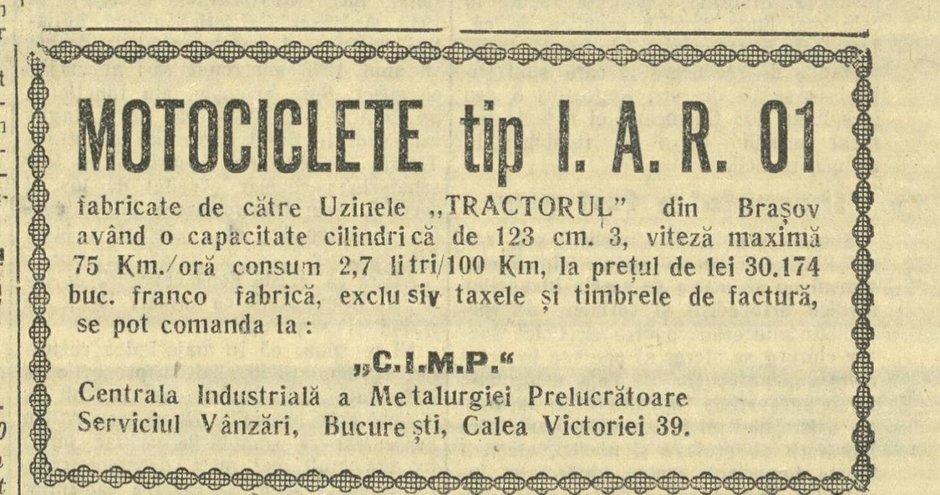 MOTOCICLETE tip I. A. R. 01
fabricate de către Uzinele „TRACTORUL” din Brașov
având o capacitate cilindrică de 123 cm. 3, viteză maximă
75 Km./oră consum 2,7 litri/100 Km, la prețul de lei 30.174
buc. franco fabrică, exclusiv taxele și timbrele de factură,
se pot comanda la :
„C.I.M.P.“
Centrala Industrială a Metalurgiei Prelucrătoare
Serviciul Vânzări, București, Calea Victoriei 39.